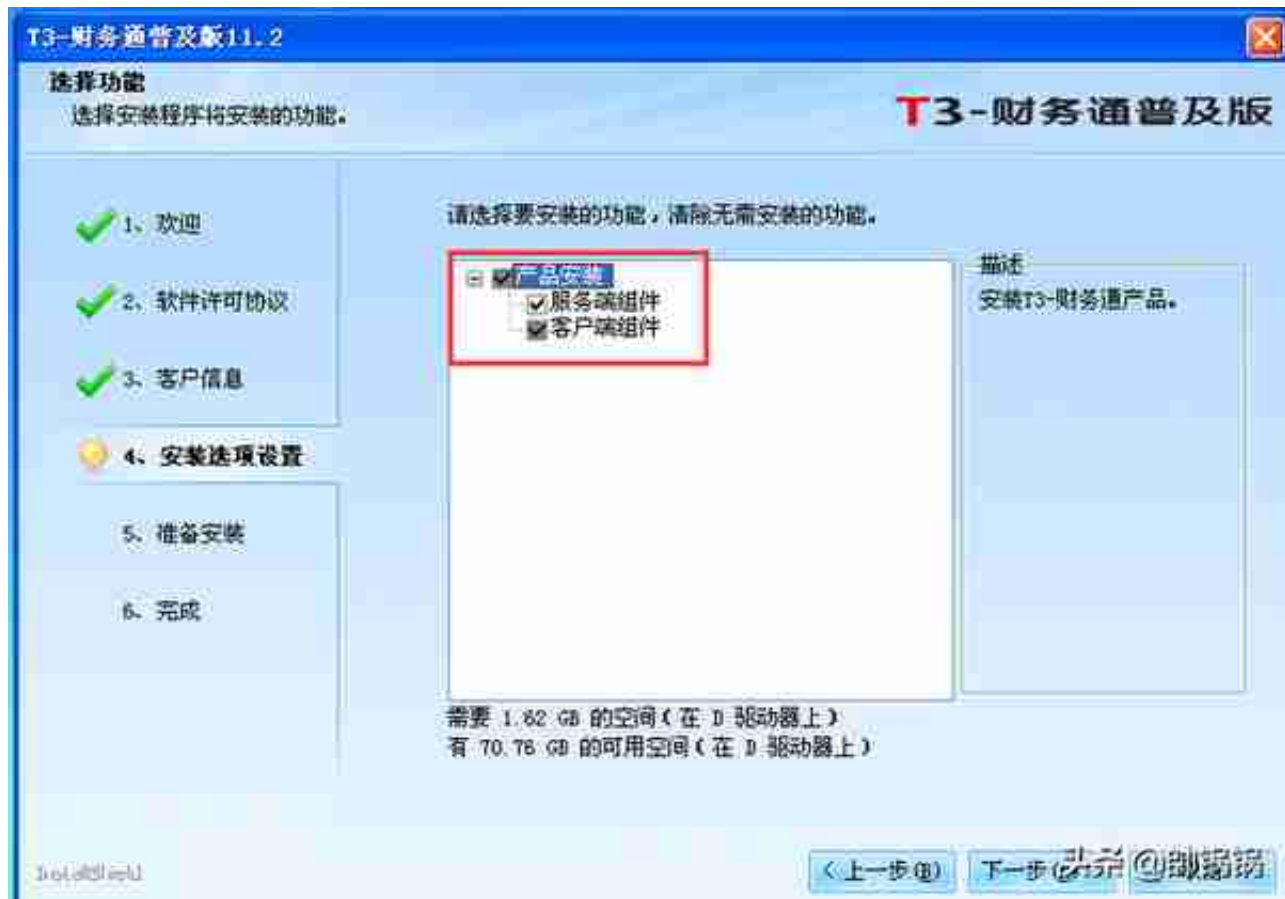 T3-财务通普及版11.2
选择功能
选择安装程序将安装的功能。
T3-财务通普及版
1、欢迎
2、软件许可协议
3、客户信息
4、安装选项设置
5、准备安装
6、完成
请选择要安装的功能，清除无需安装的功能。
产品安装
服务端组件
客户端组件
描述
安装T3-财务通产品。
需要 1.62 GB 的空间(在 D 驱动器上)
有 70.76 GB 的可用空间(在 D 驱动器上)
InstallShield
<上一步(B)
下一步
头条